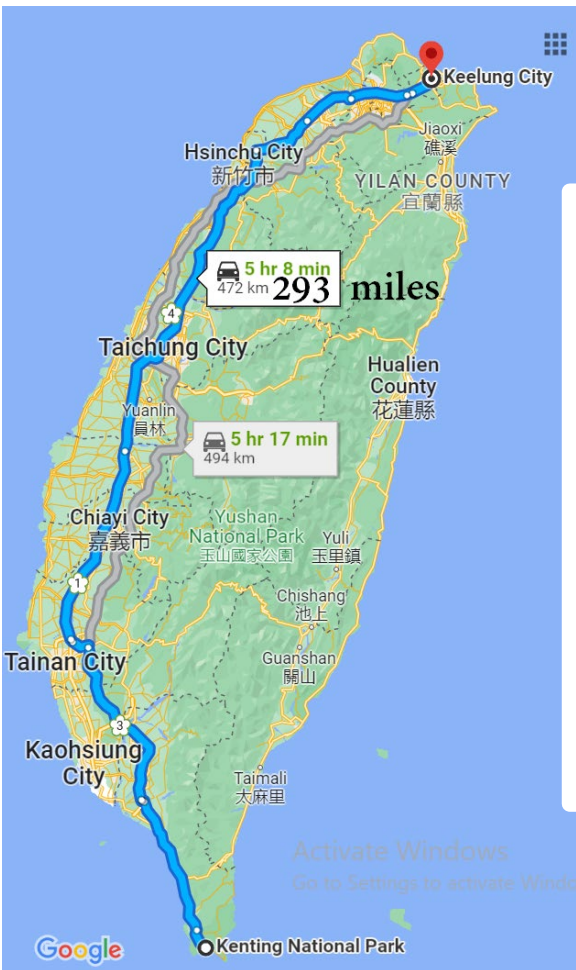 Keelung City
Jiaoxi
礁溪
Hsinchu City
新竹市
YILAN COUNTY
宜蘭縣
5 hr 8 min
472 km 293 miles
4
Taichung City
Hualien
County
花蓮縣
Yuanlin
員林
5 hr 17 min
494 km
Chiayi City
嘉義市
Yushan
National Park
玉山國家公園
Yuli
玉里鎮
1
Chishang
池上
Tainan City
Guanshan
關山
3
Kaohsiung
City
Taimali
太麻里
Activate Windows
Go to Settings to activate Windo
Google
Kenting National Park